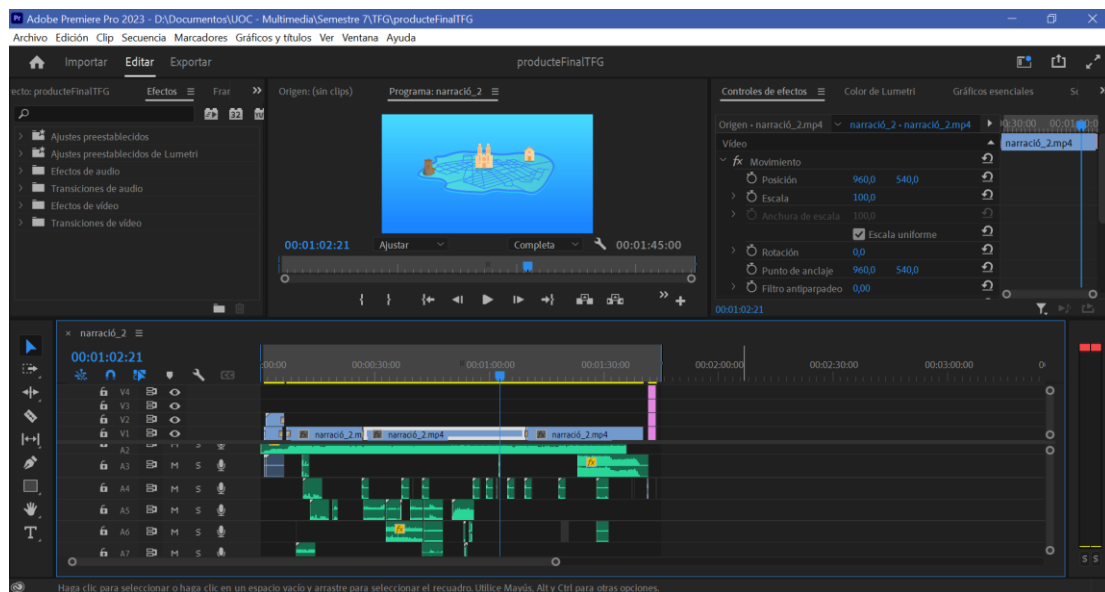 Adobe Premiere Pro 2023 - D:\Documentos\UOC - Multimedia\Semestre 7\TFG\producteFinalTFG
Archivo Edición Clip Secuencia Marcadores Gráficos y títulos Ver Ventana Ayuda
Importar Editar Exportar producteFinalTFG
ecto: producteFinalTFG Efectos Frac
Origen: (sin clips) Programa: narració_2
Controles de efectos Color de Lumetri Gráficos esenciales Sc
32
Ajustes preestablecidos
Ajustes preestablecidos de Lumetri
Efectos de audio
Transiciones de audio
Efectos de vídeo
Transiciones de vídeo
00:01:02:21 Ajustar Completa 00:01:45:00
Origen • narració_2.mp4 narració_2 • narració_2.mp4
Vídeo narració_2.mp4
fx Movimiento
Posición 960,0 540,0
Escala 100,0
Anchura de escala 100,0
Escala uniforme
Rotación 0,0
Punto de anclaje 960,0 540,0
Filtro antiparpadeo 0,00
00:01:02:21
× narració_2
00:01:02:21
:00:00 00:00:30:00 00:01:00:00 00:01:30:00 00:02:00:00 00:02:30:00 00:03:00:00
V4
V3
V2
V1 narració_2.m narració_2.mp4 narració_2.mp4
A2
A3 M S fx
A4 M S
A5 M S
A6 M S fx
A7 M S
S S
Haga clic para seleccionar o haga clic en un espacio vacío y arrastre para seleccionar el recuadro. Utilice Mayús, Alt y Ctrl para otras opciones.